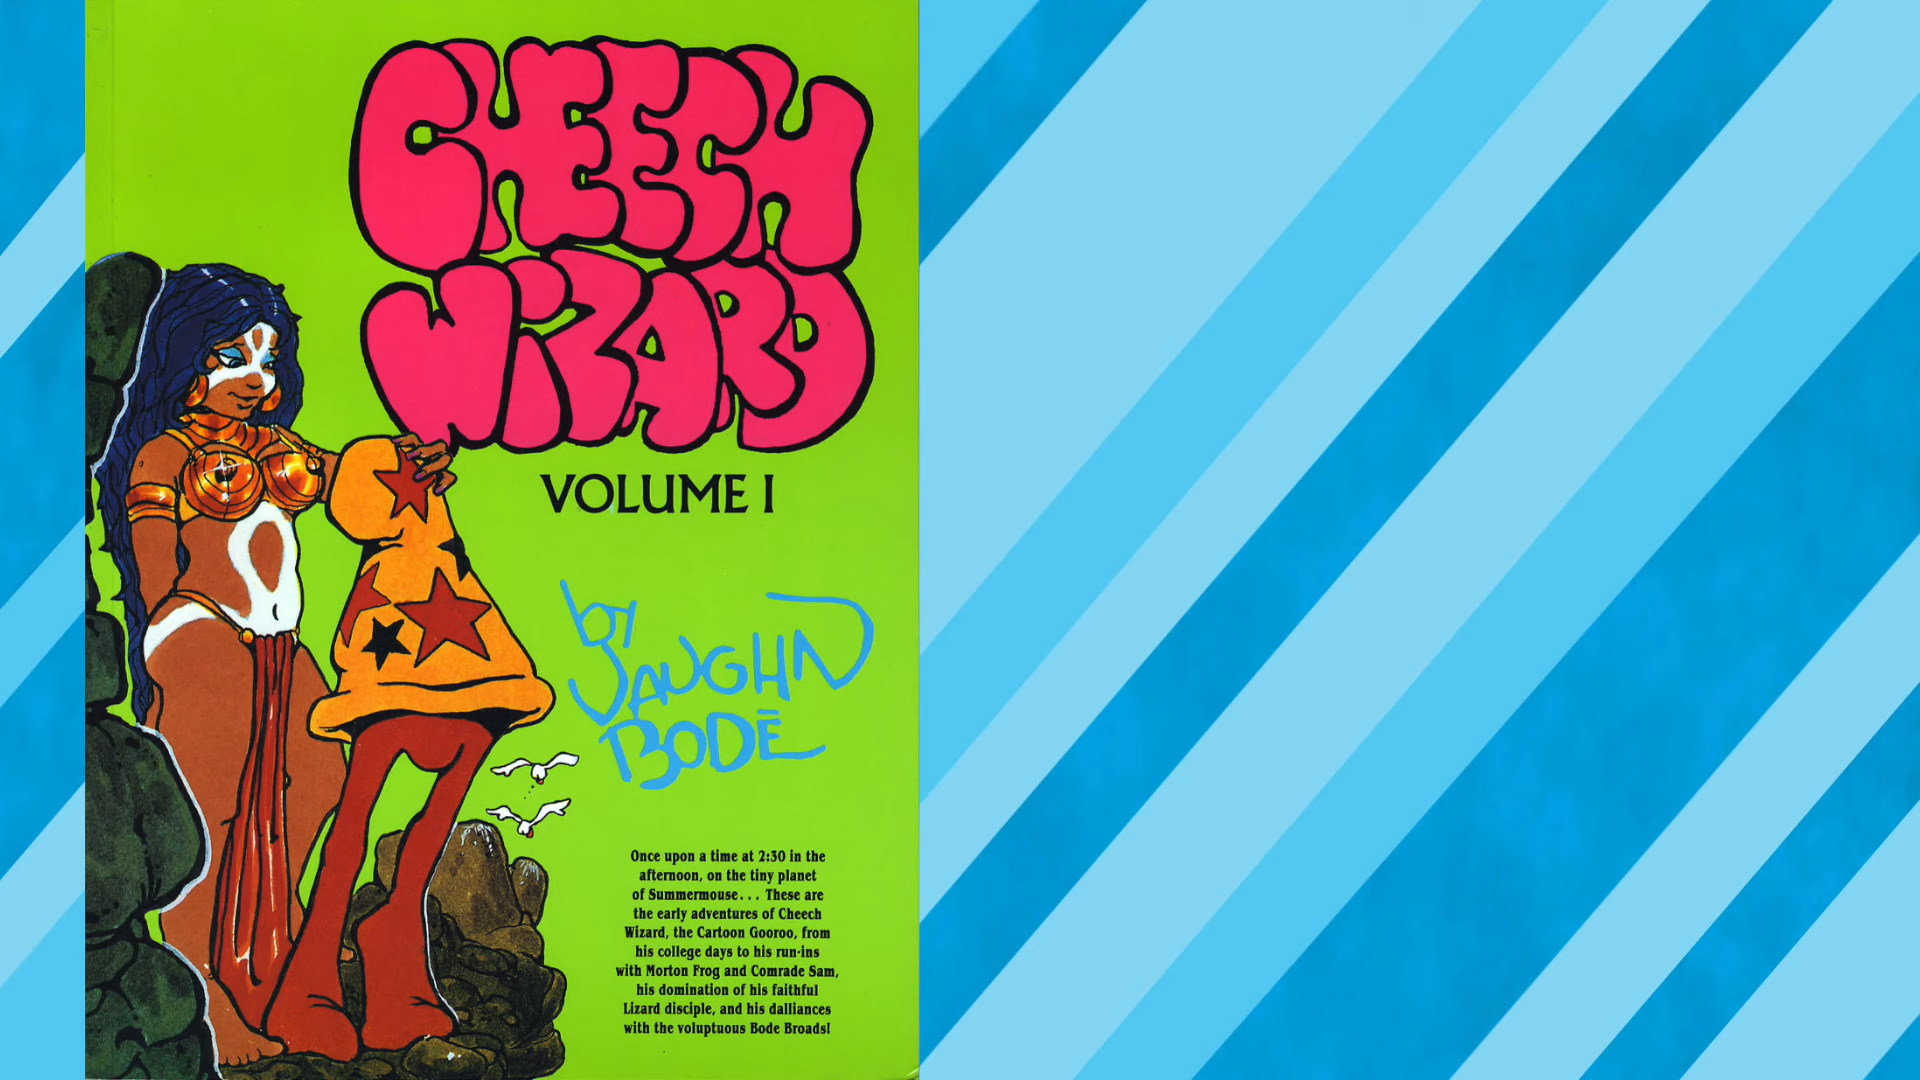 CHEECH
WiZARD
VOLUME I
by
VAUGHN
BODĒ
Once upon a time at 2:30 in the
afternoon, on the tiny planet
of Summermouse... These are
the early adventures of Cheech
Wizard, the Cartoon Gooroo, from
his college days to his run-ins
with Morton Frog and Comrade Sam,
his domination of his faithful
Lizard disciple, and his dalliances
with the voluptuous Bode Broads!